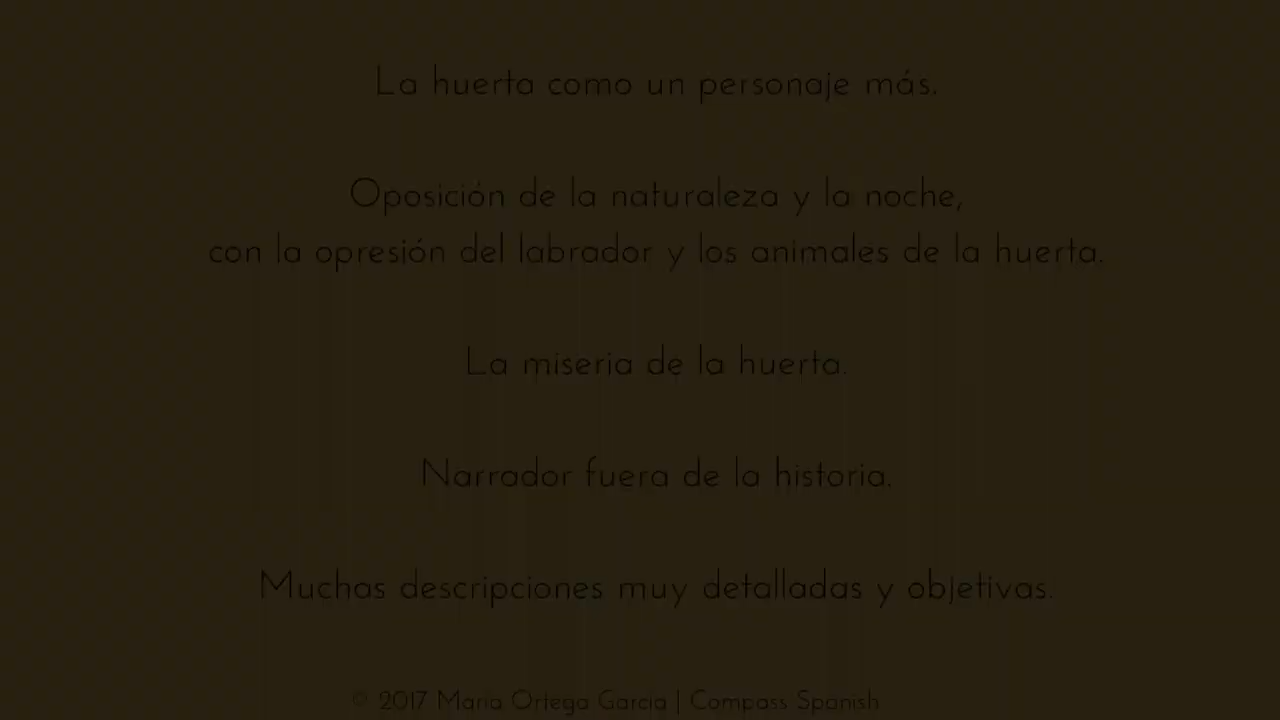 La huerta como un personaje más.
Oposición de la naturaleza y la noche,
con la opresión del labrador y los animales de la huerta.
La miseria de la huerta.
Narrador fuera de la historia.
Muchas descripciones muy detalladas y objetivas.
© 2017 María Ortega García | Compass Spanish